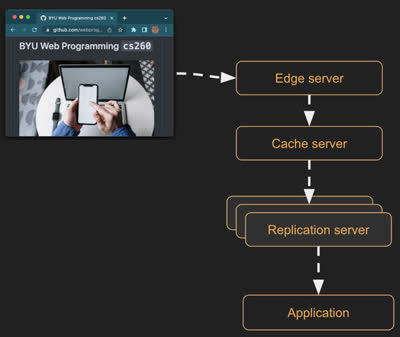 BYU Web Programming cs260
github.com/webprog
BYU Web Programming cs260
Edge server
Cache server
Replication server
Application